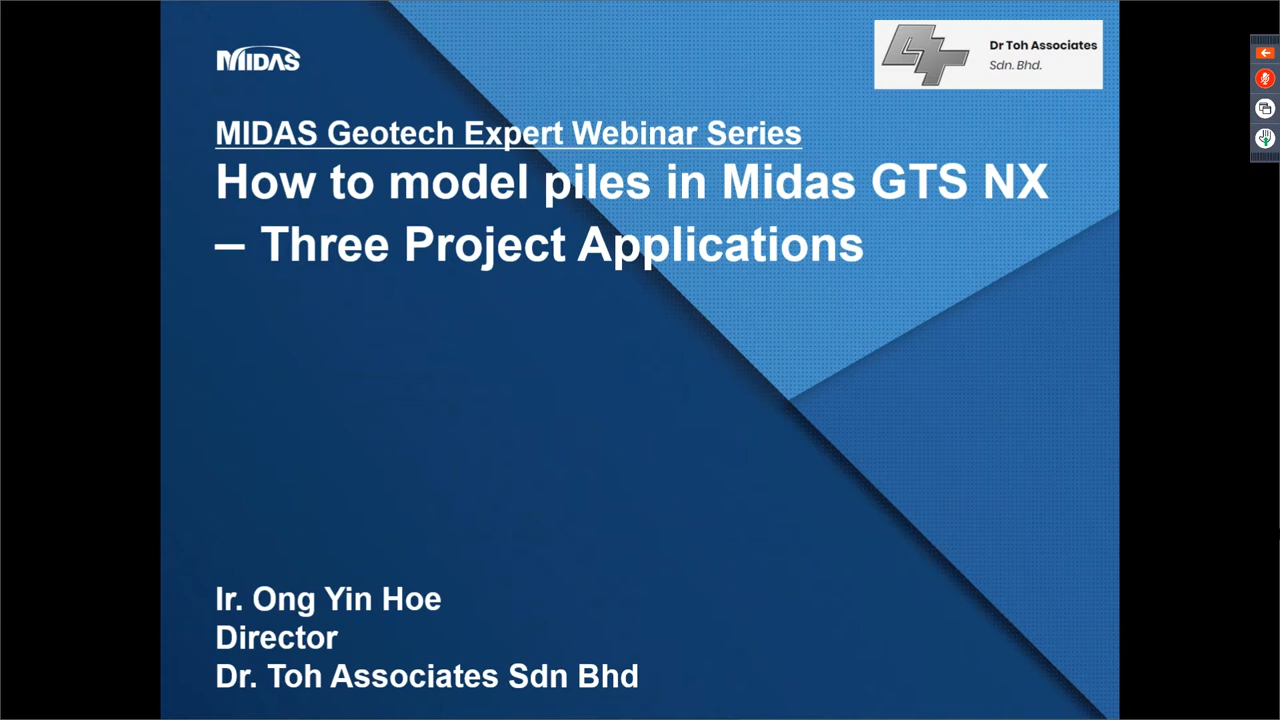 MIDAS
Dr Toh Associates
Sdn. Bhd.
MIDAS Geotech Expert Webinar Series
How to model piles in Midas GTS NX
– Three Project Applications
Ir. Ong Yin Hoe
Director
Dr. Toh Associates Sdn Bhd